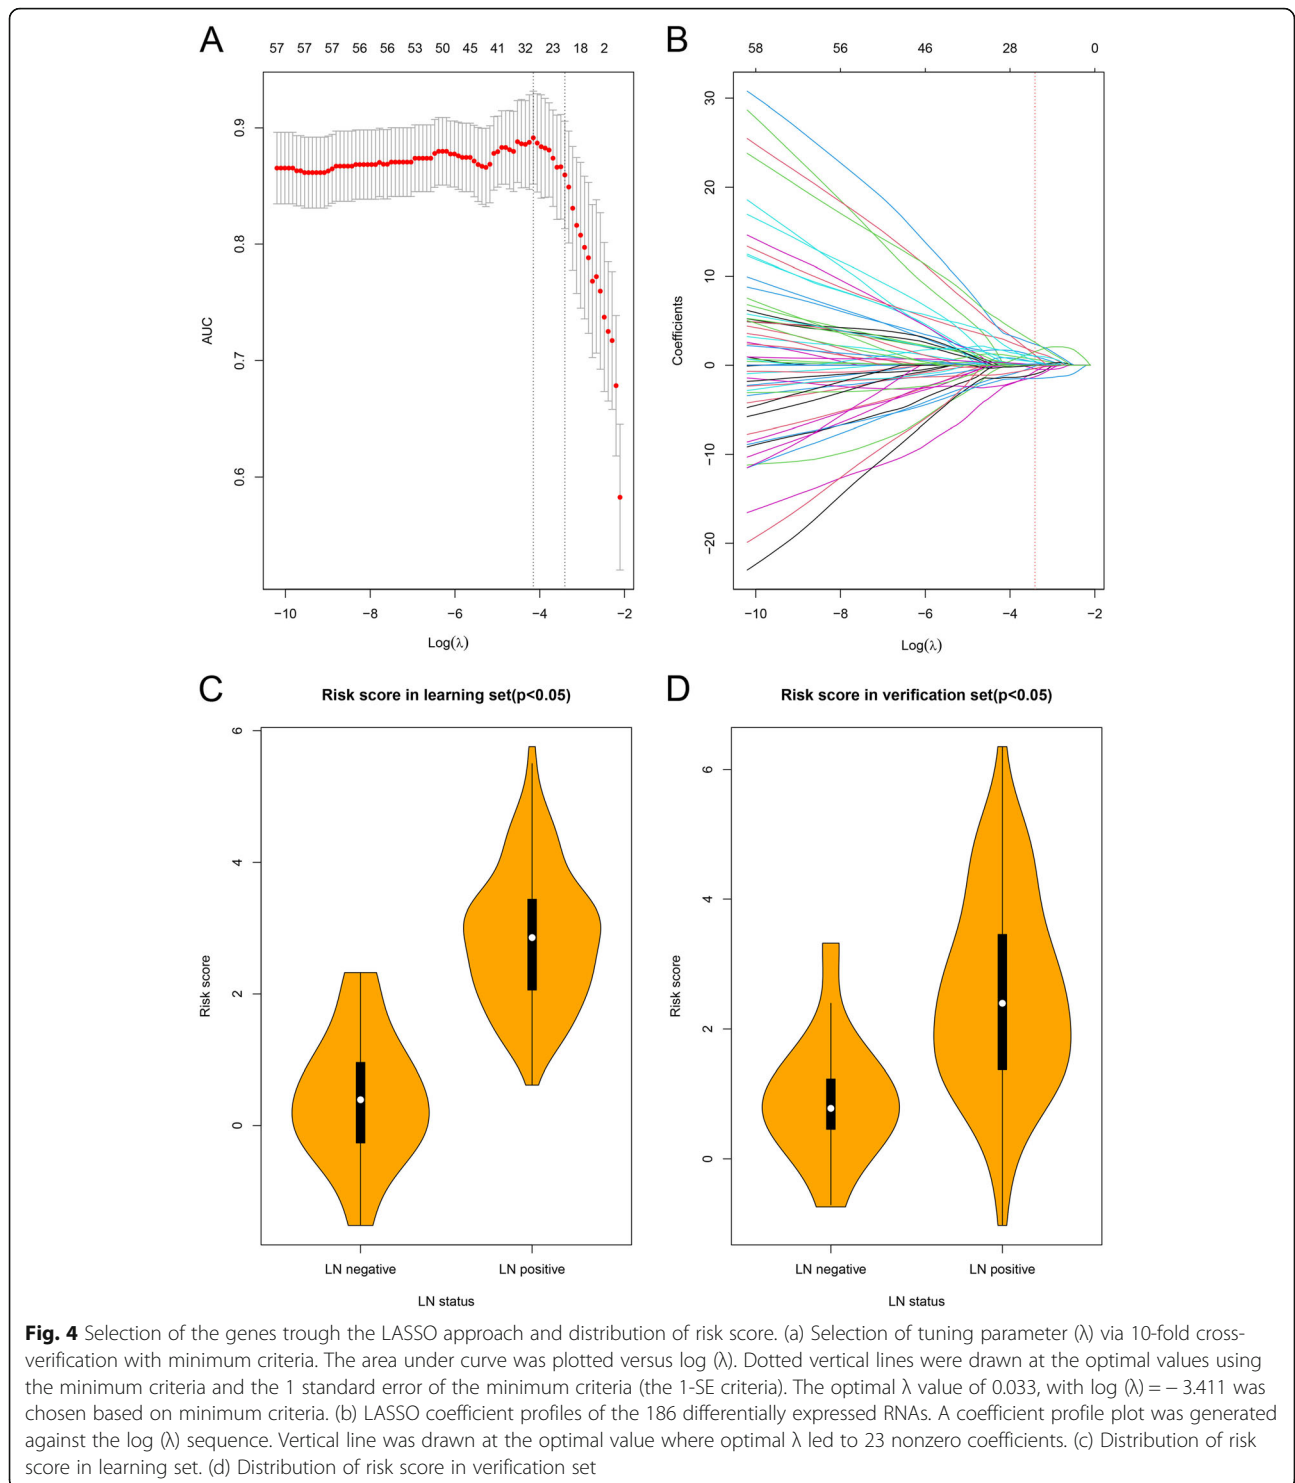 A
57 57 57 56 56 53 50 45 41 32 23 18 2
0.9
0.8
0.7
0.6
AUC
−10 −8 −6 −4 −2
Log(λ)
B
58 56 46 28 0
30
20
10
0
−10
−20
Coefficients
−10 −8 −6 −4 −2
Log(λ)
C
Risk score in learning set(p<0.05)
6
4
2
0
Risk score
LN negative LN positive
LN status
D
Risk score in verification set(p<0.05)
6
4
2
0
Risk score
LN negative LN positive
LN status
Fig. 4 Selection of the genes trough the LASSO approach and distribution of risk score. (a) Selection of tuning parameter (λ) via 10-fold cross-
verification with minimum criteria. The area under curve was plotted versus log (λ). Dotted vertical lines were drawn at the optimal values using
the minimum criteria and the 1 standard error of the minimum criteria (the 1-SE criteria). The optimal λ value of 0.033, with log (λ) = − 3.411 was
chosen based on minimum criteria. (b) LASSO coefficient profiles of the 186 differentially expressed RNAs. A coefficient profile plot was generated
against the log (λ) sequence. Vertical line was drawn at the optimal value where optimal λ led to 23 nonzero coefficients. (c) Distribution of risk
score in learning set. (d) Distribution of risk score in verification set